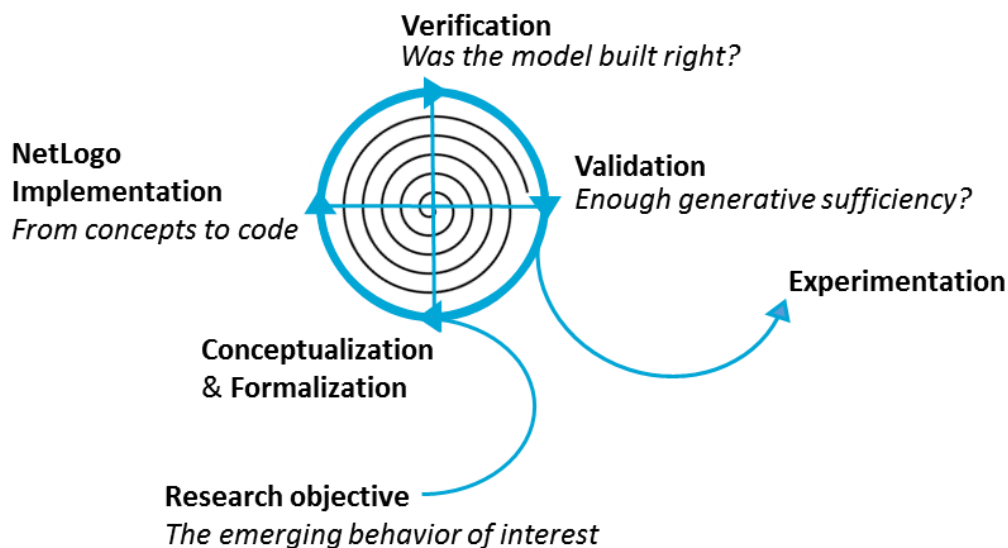 Verification
Was the model built right?
NetLogo
Implementation
From concepts to code
Validation
Enough generative sufficiency?
Experimentation
Conceptualization
& Formalization
Research objective
The emerging behavior of interest